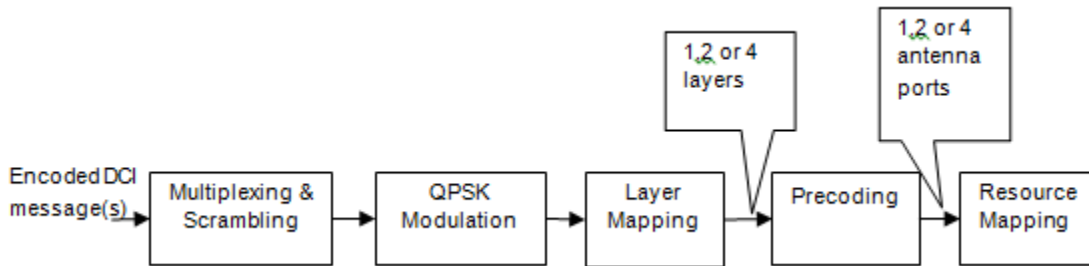 1,2 or 4
layers
1,2 or 4
antenna
ports
Encoded DCI
message(s)
Multiplexing &
Scrambling
QPSK
Modulation
Layer
Mapping
Precoding
Resource
Mapping